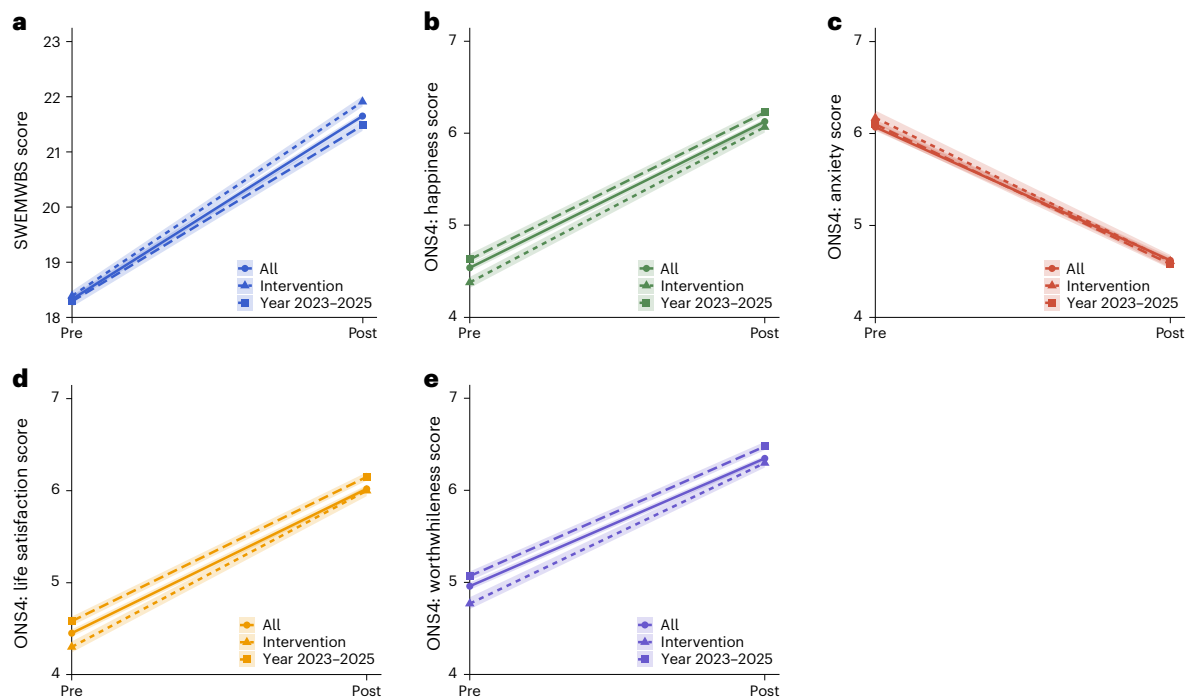 a
23
22
21
20
19
18
SWEMWBS score
Pre
Post
All
Intervention
Year 2023–2025
b
7
6
5
4
ONS4: happiness score
Pre
Post
All
Intervention
Year 2023–2025
c
7
6
5
4
ONS4: anxiety score
Pre
Post
All
Intervention
Year 2023–2025
d
7
6
5
4
ONS4: life satisfaction score
Pre
Post
All
Intervention
Year 2023–2025
e
7
6
5
4
ONS4: worthwhileness score
Pre
Post
All
Intervention
Year 2023–2025